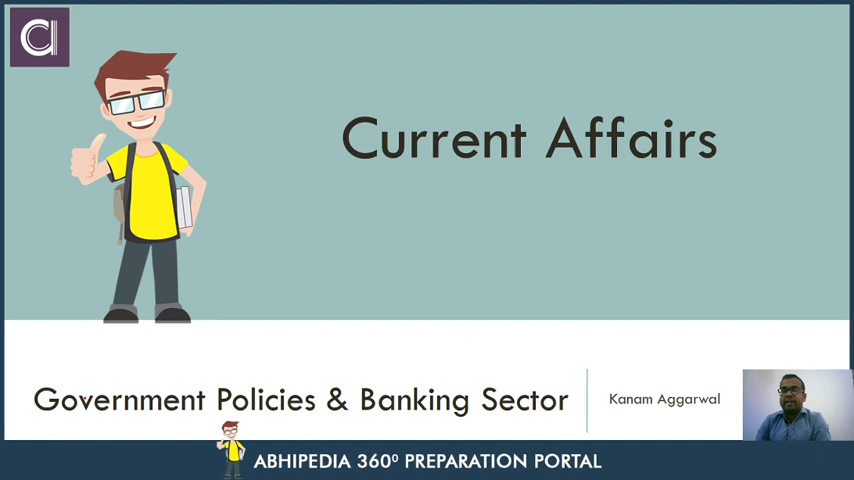 Current Affairs
Government Policies & Banking Sector
Kanam Aggarwal
ABHIPEDIA 360⁰ PREPARATION PORTAL